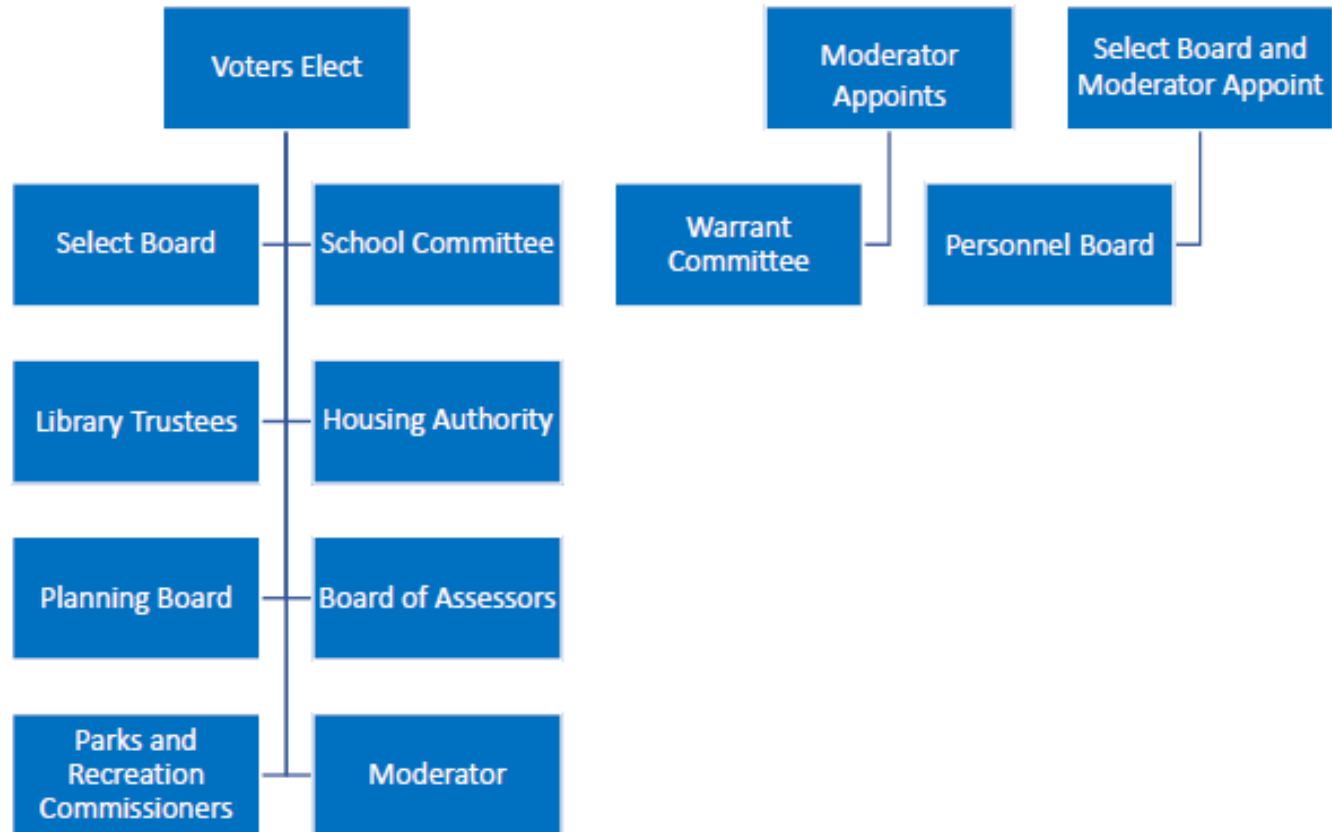 Voters Elect
Moderator
Appoints
Select Board and
Moderator Appoint
Select Board
School Committee
Warrant
Committee
Personnel Board
Library Trustees
Housing Authority
Planning Board
Board of Assessors
Parks and
Recreation
Commissioners
Moderator